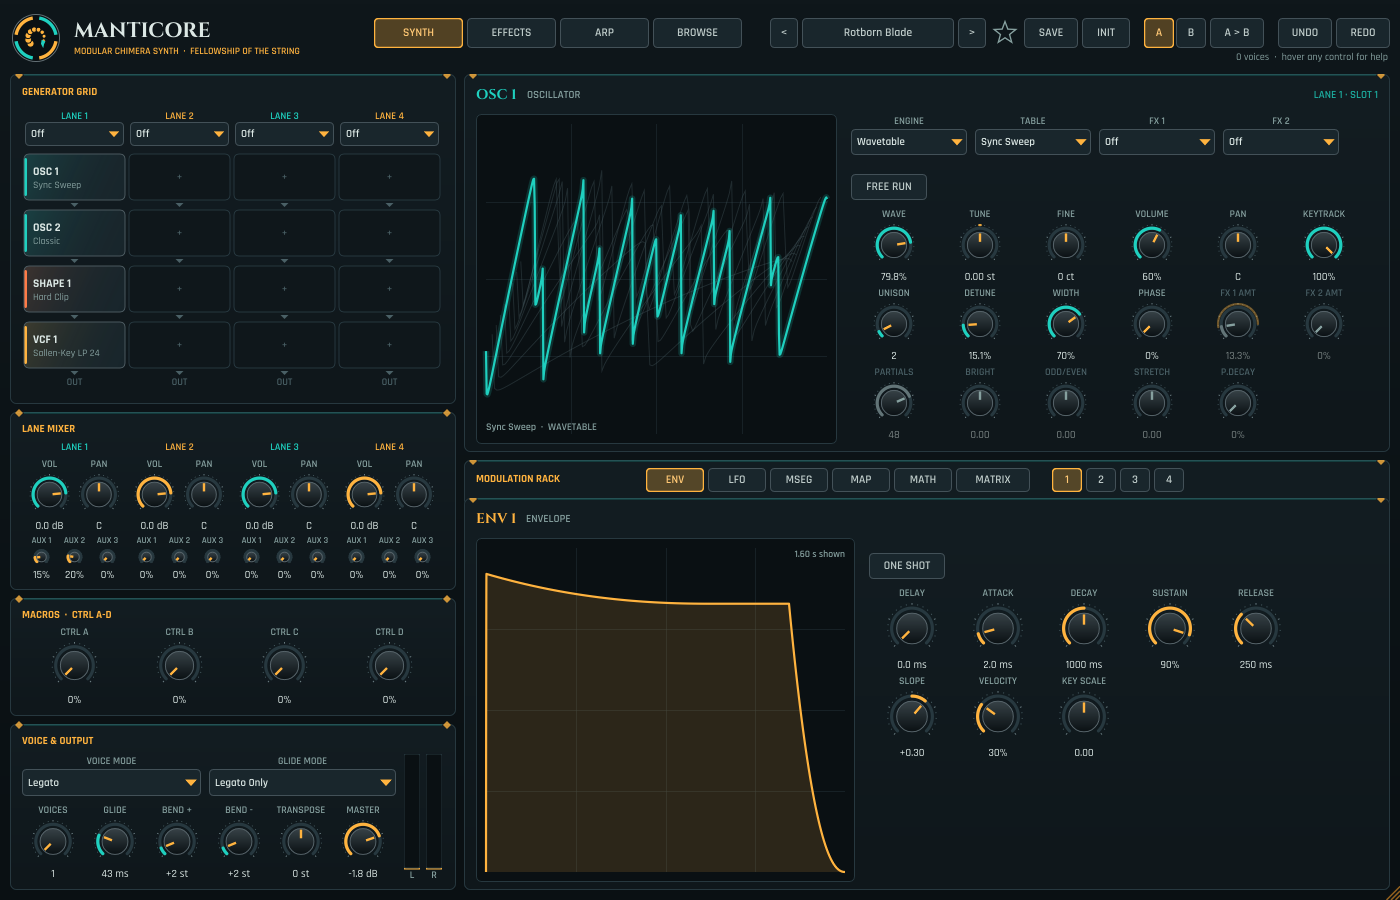 MANTICORE
MODULAR CHIMERA SYNTH · FELLOWSHIP OF THE STRING
SYNTH EFFECTS ARP BROWSE < Rotborn Blade > SAVE INIT A B A > B UNDO REDO
0 voices · hover any control for help
GENERATOR GRID
LANE 1 LANE 2 LANE 3 LANE 4
Off Off Off Off
OSC 1 + + +
Sync Sweep
OSC 2 + + +
Classic
SHAPE 1 + + +
Hard Clip
VCF 1 + + +
Sallen-Key LP 24
OUT OUT OUT OUT
LANE MIXER
LANE 1 LANE 2 LANE 3 LANE 4
VOL PAN VOL PAN VOL PAN VOL PAN
0.0 dB C 0.0 dB C 0.0 dB C 0.0 dB C
AUX 1 AUX 2 AUX 3 AUX 1 AUX 2 AUX 3 AUX 1 AUX 2 AUX 3 AUX 1 AUX 2 AUX 3
15% 20% 0% 0% 0% 0% 0% 0% 0% 0% 0% 0%
MACROS · CTRL A-D
CTRL A CTRL B CTRL C CTRL D
0% 0% 0% 0%
VOICE & OUTPUT
VOICE MODE GLIDE MODE
Legato Legato Only
VOICES GLIDE BEND + BEND - TRANSPOSE MASTER
1 43 ms +2 st +2 st 0 st -1.8 dB L R
OSC 1 OSCILLATOR LANE 1 · SLOT 1
Sync Sweep · WAVETABLE
ENGINE TABLE FX 1 FX 2
Wavetable Sync Sweep Off Off
FREE RUN
WAVE TUNE FINE VOLUME PAN KEYTRACK
79.8% 0.00 st 0 ct 60% C 100%
UNISON DETUNE WIDTH PHASE FX 1 AMT FX 2 AMT
2 15.1% 70% 0% 13.3% 0%
PARTIALS BRIGHT ODD/EVEN STRETCH P.DECAY
48 0.00 0.00 0.00 0%
MODULATION RACK ENV LFO MSEG MAP MATH MATRIX 1 2 3 4
ENV 1 ENVELOPE
1.60 s shown
ONE SHOT
DELAY ATTACK DECAY SUSTAIN RELEASE
0.0 ms 2.0 ms 1000 ms 90% 250 ms
SLOPE VELOCITY KEY SCALE
+0.30 30% 0.00